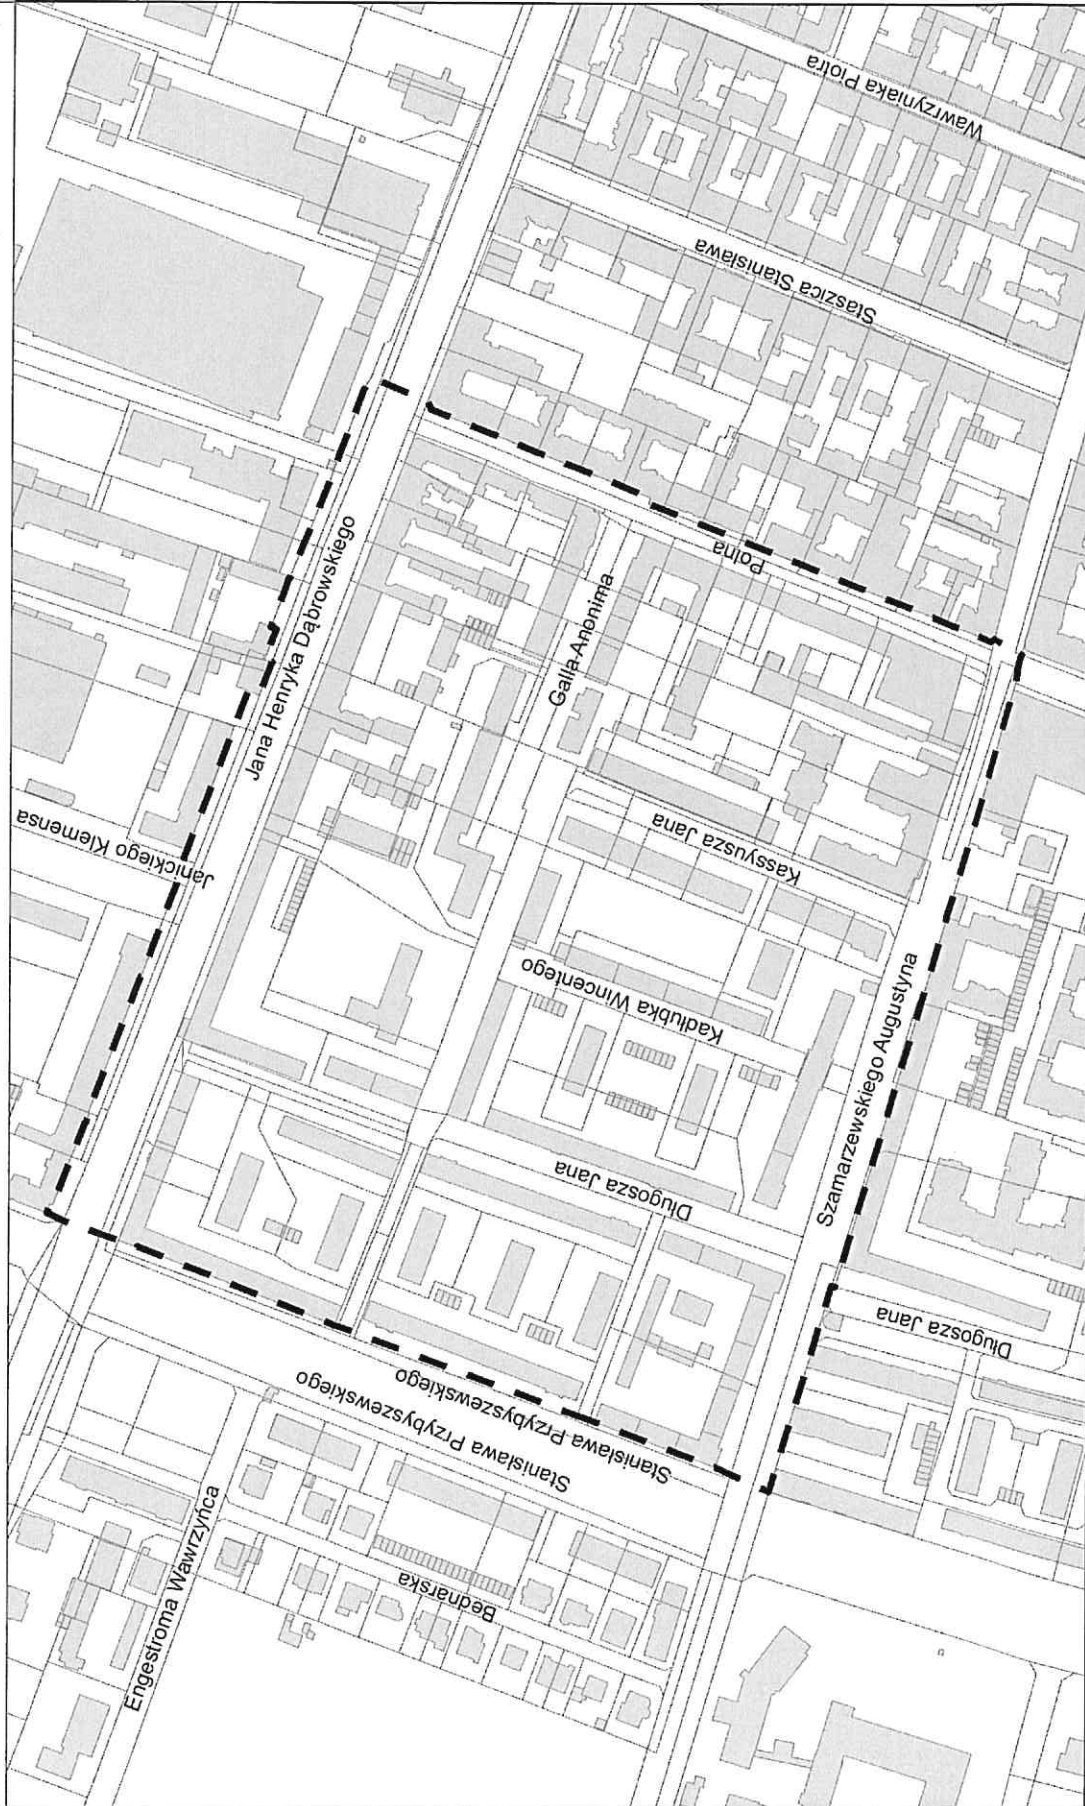 Wawrzyniaka Piotra
Staszica Stanisława
Jana Henryka Dąbrowskiego
Polna
Galla Anonima
Janickiego Klemensa
Kassyusza Jana
Kadłubka Wincentego
Szamarzewskiego Augustyna
Długosza Jana
Długosza Jana
Stanisława Przybyszewskiego
Stanisława Przybyszewskiego
Engestroma Wawrzyńca
Bednarska